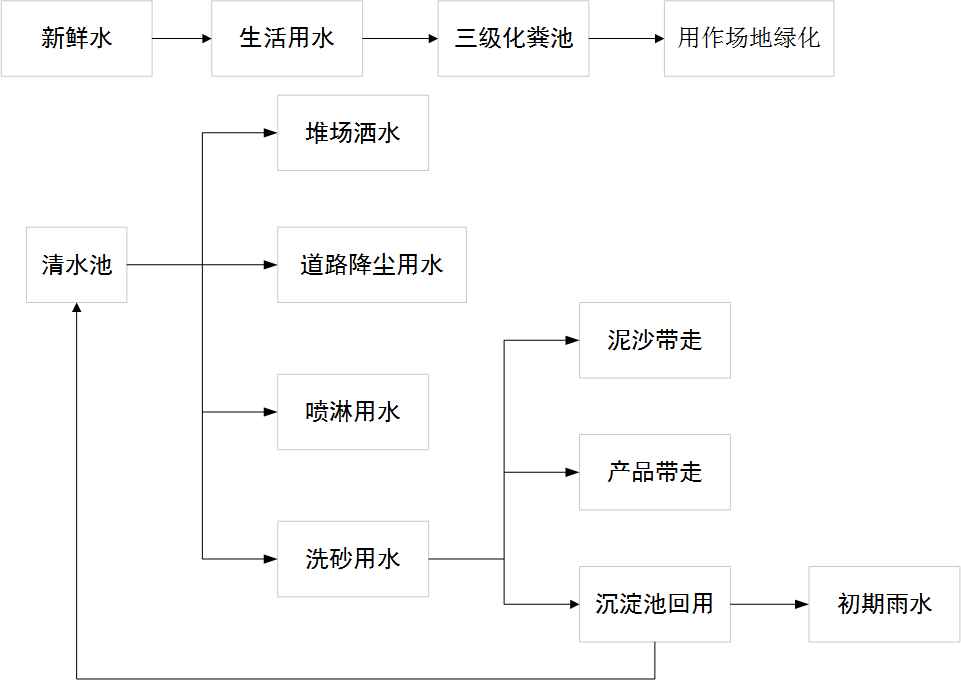 新鲜水
生活用水
三级化粪池
用作场地绿化
堆场洒水
清水池
道路降尘用水
泥沙带走
喷淋用水
产品带走
洗砂用水
沉淀池回用
初期雨水